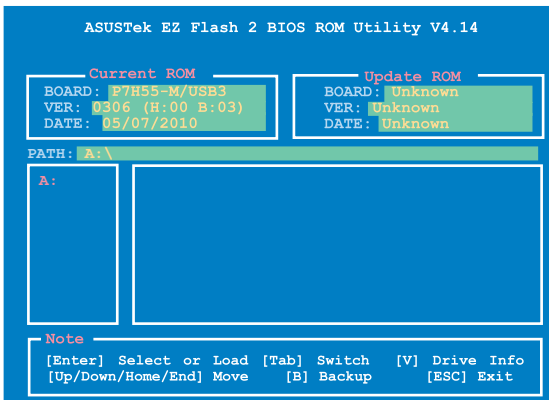 ASUSTek EZ Flash 2 BIOS ROM Utility V4.14
Current ROM
BOARD: P7H55-M/USB3
VER: 0306 (H:00 B:03)
DATE: 05/07/2010
Update ROM
BOARD: Unknown
VER: Unknown
DATE: Unknown
PATH: A:\
A:
Note
[Enter] Select or Load [Tab] Switch [V] Drive Info
[Up/Down/Home/End] Move [B] Backup [ESC] Exit